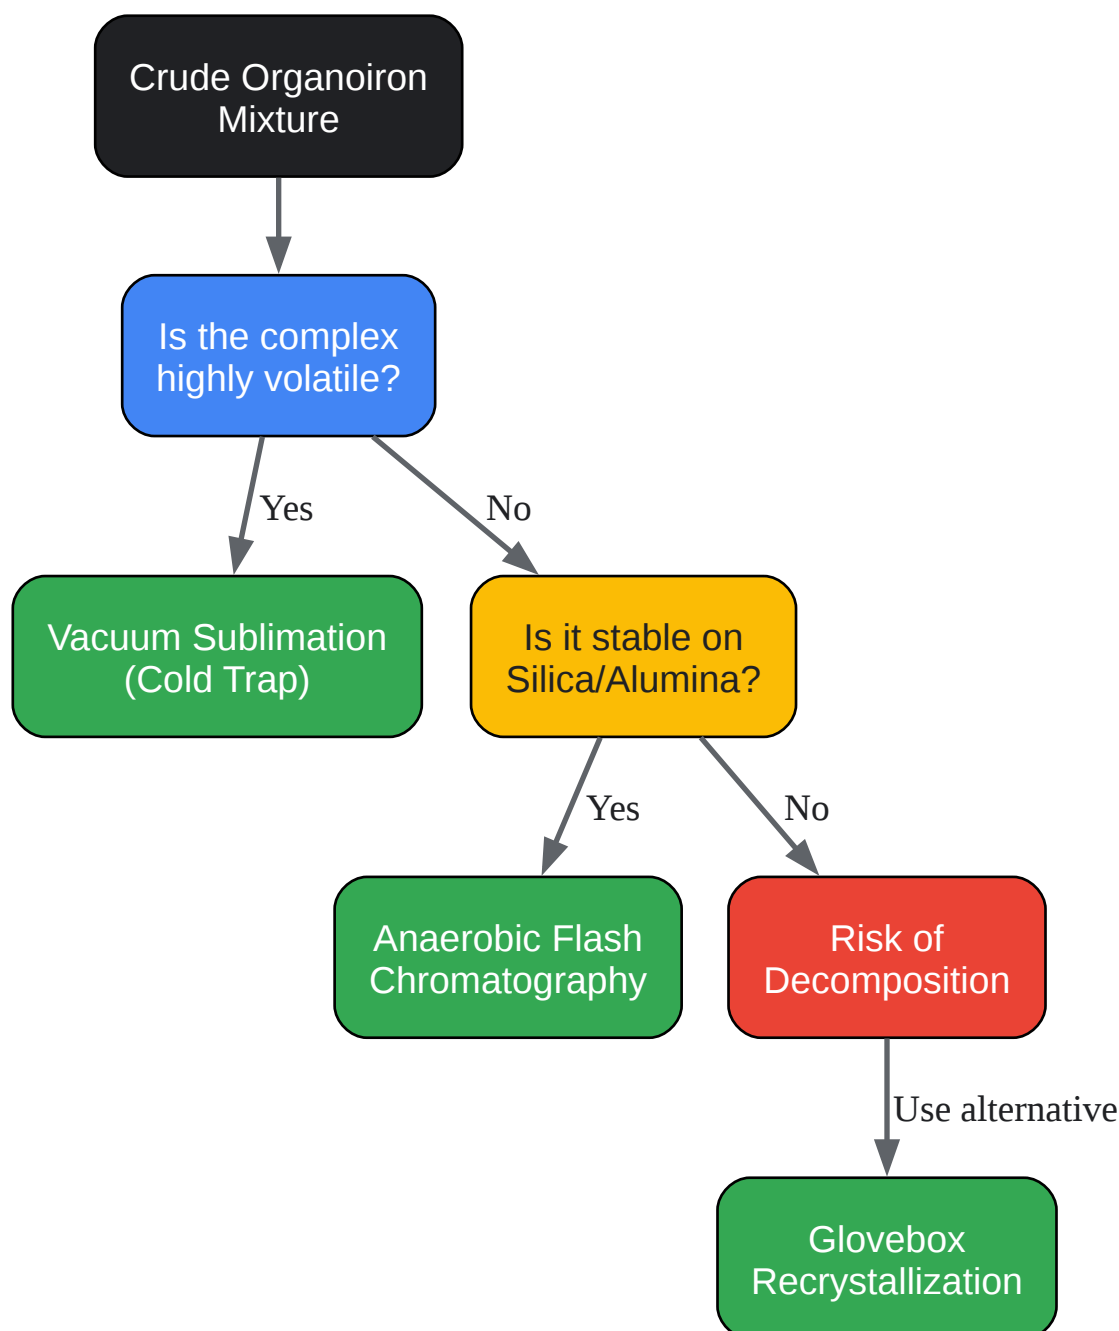 Crude Organoiron
Mixture
Is the complex
highly volatile?
Yes
No
Vacuum Sublimation
(Cold Trap)
Is it stable on
Silica/Alumina?
Yes
No
Anaerobic Flash
Chromatography
Risk of
Decomposition
Use alternative
Glovebox
Recrystallization